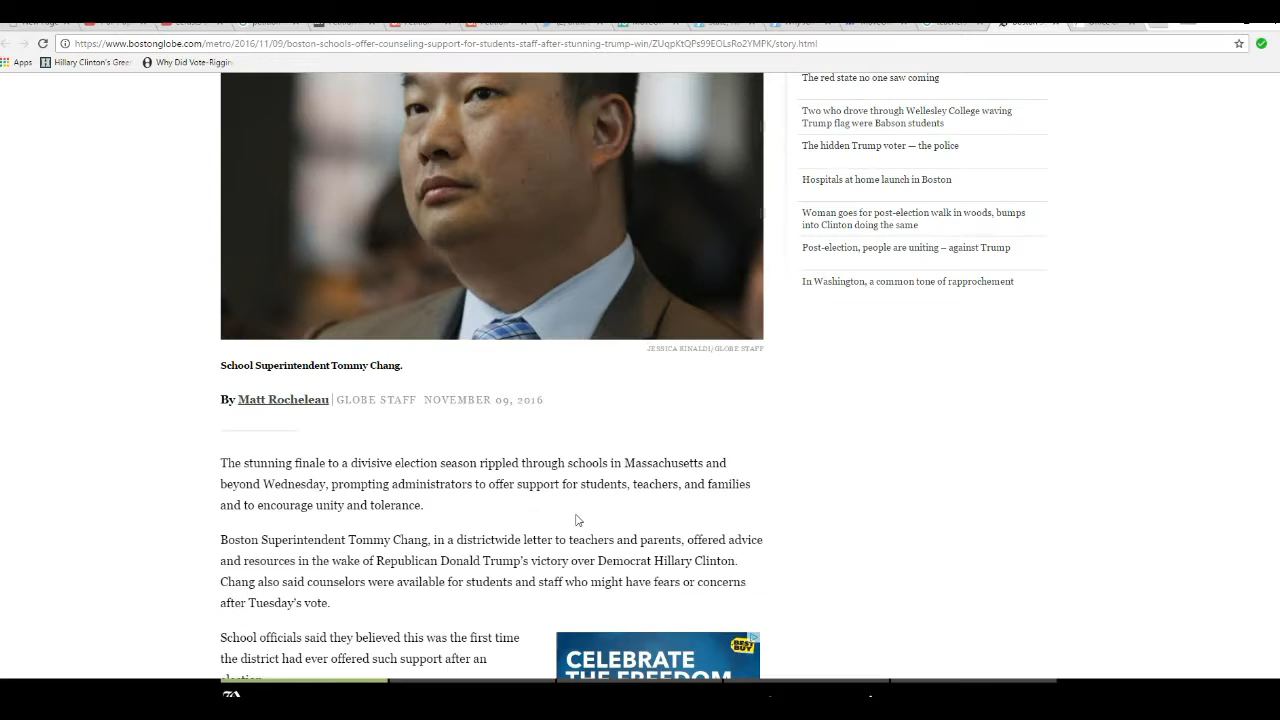 https://www.bostonglobe.com/metro/2016/11/09/boston-schools-offer-counseling-support-for-students-staff-after-stunning-trump-win/ZUqpKtQPs99EOLsRo2YMPK/story.html
Apps Hillary Clinton's Gree Why Did Vote-Riggin
The red state no one saw coming
Two who drove through Wellesley College waving
Trump flag were Babson students
The hidden Trump voter — the police
Hospitals at home launch in Boston
Woman goes for post-election walk in woods, bumps
into Clinton doing the same
Post-election, people are uniting – against Trump
In Washington, a common tone of rapprochement
JESSICA RINALDI/GLOBE STAFF
School Superintendent Tommy Chang.
By Matt Rocheleau | GLOBE STAFF NOVEMBER 09, 2016
The stunning finale to a divisive election season rippled through schools in Massachusetts and
beyond Wednesday, prompting administrators to offer support for students, teachers, and families
and to encourage unity and tolerance.
Boston Superintendent Tommy Chang, in a districtwide letter to teachers and parents, offered advice
and resources in the wake of Republican Donald Trump's victory over Democrat Hillary Clinton.
Chang also said counselors were available for students and staff who might have fears or concerns
after Tuesday's vote.
School officials said they believed this was the first time
the district had ever offered such support after an
election
BEST BUY
CELEBRATE
THE FREEDOM